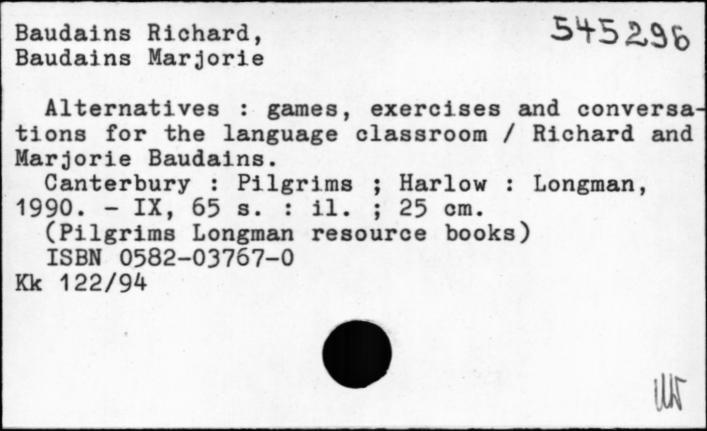 Baudains Richard,
545296
Baudains Marjorie
Alternatives : games, exercises and conversa-
tions for the language classroom / Richard and
Marjorie Baudains.
Canterbury : Pilgrims ; Harlow : Longman,
1990. - IX, 65 s. : il. ; 25 cm.
(Pilgrims Longman resource books)
ISBN 0582-03767-0
Kk 122/94